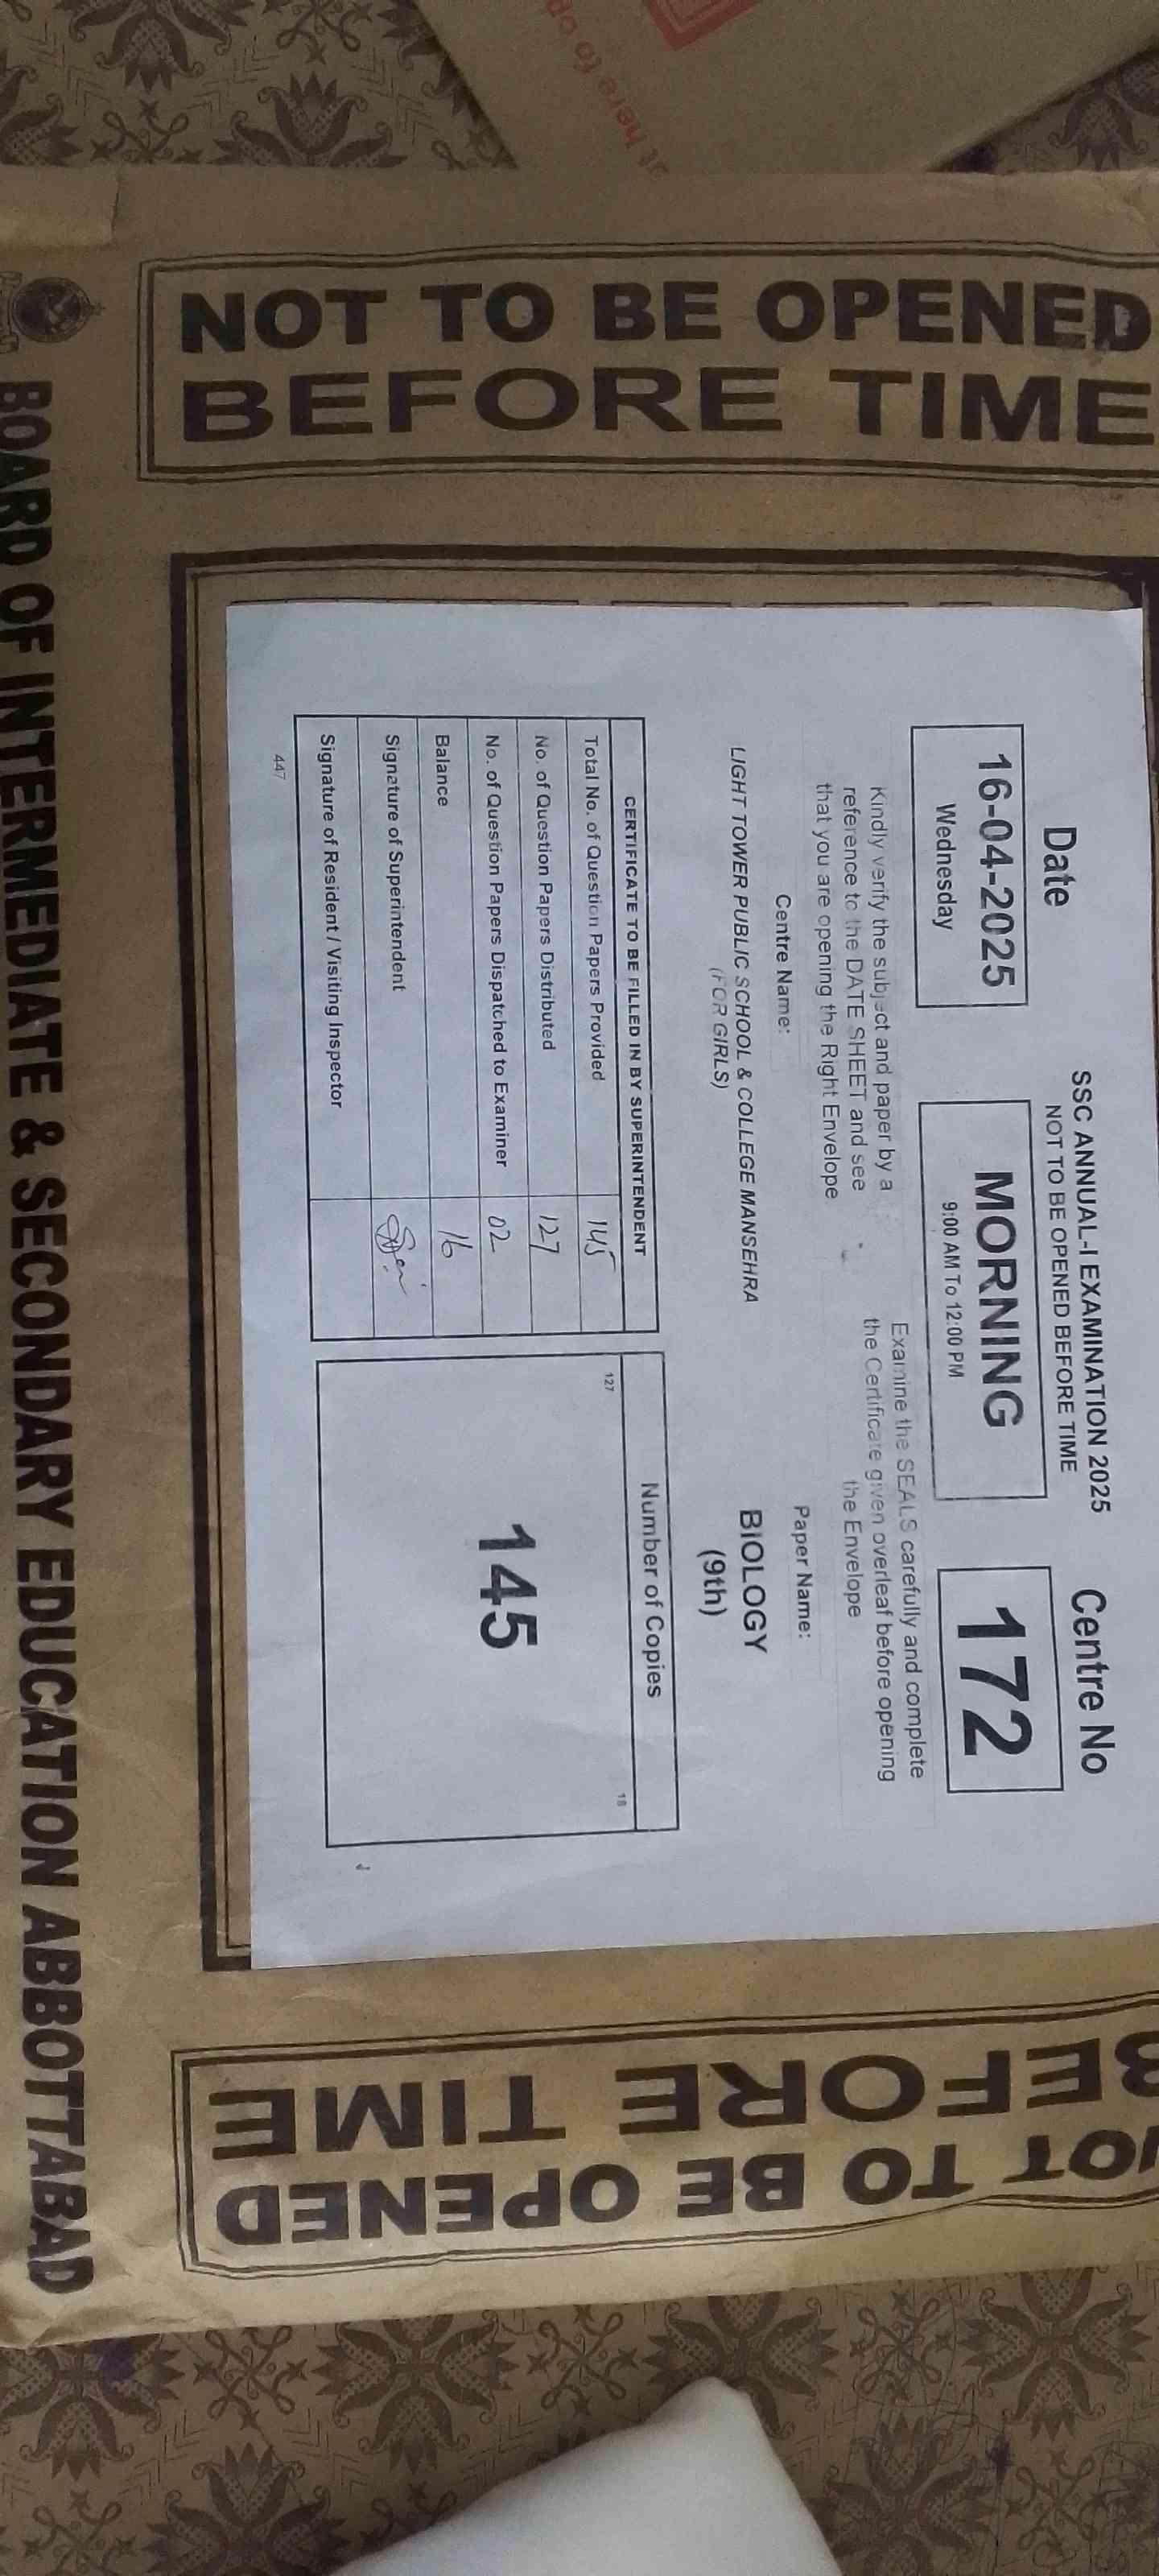 NOT TO BE OPENED
BEFORE TIME
Date
16-04-2025
Wednesday
SSC ANNUAL-I EXAMINATION 2025
NOT TO BE OPENED BEFORE TIME
MORNING
9:00 AM To 12:00 PM
Centre No
172
Kindly verify the subject and paper by a
reference to the DATE SHEET and see
that you are opening the Right Envelope
Examine the SEALS carefully and complete
the Certificate given overleaf before opening
the Envelope
Centre Name:
LIGHT TOWER PUBLIC SCHOOL & COLLEGE MANSEHRA
(FOR GIRLS)
Paper Name:
BIOLOGY
(9th)
CERTIFICATE TO BE FILLED IN BY SUPERINTENDENT
Total No. of Question Papers Provided 145
No. of Question Papers Distributed 127
No. of Question Papers Dispatched to Examiner 02
Balance 16
Signature of Superintendent
Signature of Resident / Visiting Inspector
447
Number of Copies
127 18
145
BOARD OF INTERMEDIATE & SECONDARY EDUCATION ABBOTTABAD
NOT TO BE OPENED
BEFORE TIME
here to